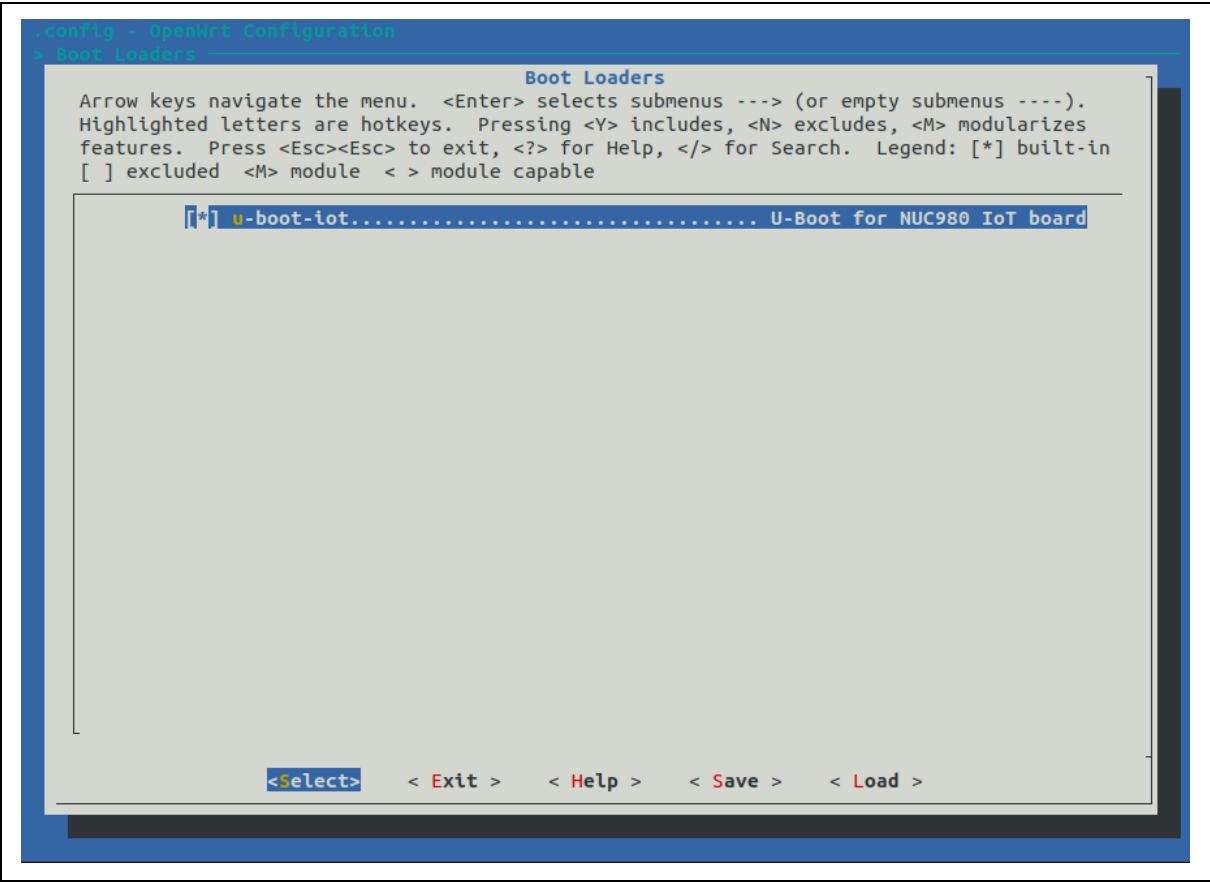 .config - OpenWrt Configuration
> Boot Loaders
Boot Loaders
Arrow keys navigate the menu.  <Enter> selects submenus ---> (or empty submenus ----).
Highlighted letters are hotkeys.  Pressing <Y> includes, <N> excludes, <M> modularizes
features.  Press <Esc><Esc> to exit, <?> for Help, </> for Search.  Legend: [*] built-in
[ ] excluded  <M> module  < > module capable
[*] u-boot-iot................................... U-Boot for NUC980 IoT board
<Select>    < Exit >    < Help >    < Save >    < Load >